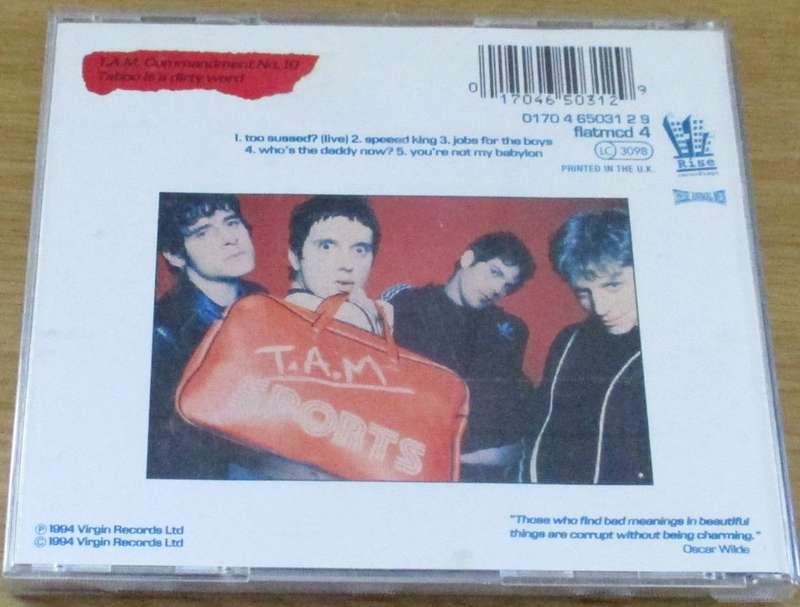 T.A.M. Commandment No. 10
Taboo is a dirty word
0 17046 50312 9
0170 4 65031 2 9
flatmcd 4
LC 3098
PRINTED IN THE U.K.
Rise
THESE ANIMAL MEN
1. too sussed? (live) 2. speeed king 3. jobs for the boys
4. who's the daddy now? 5. you're not my babylon
T.A.M
SPORTS
℗ 1994 Virgin Records Ltd
© 1994 Virgin Records Ltd
"Those who find bad meanings in beautiful
things are corrupt without being charming."
Oscar Wilde